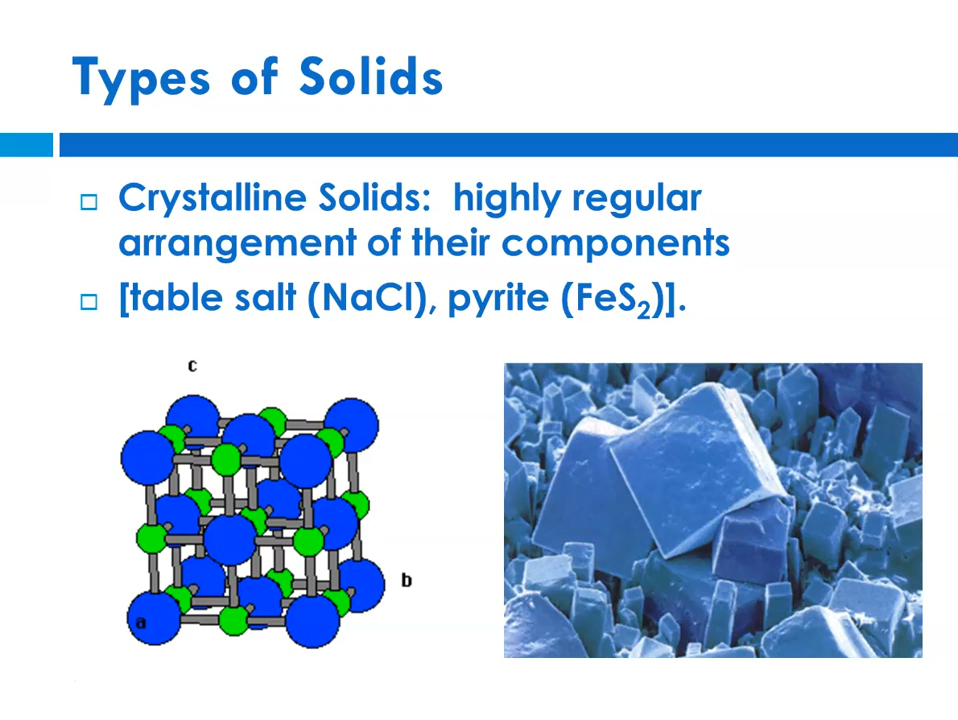 Types of Solids
Crystalline Solids:  highly regular
arrangement of their components
[table salt (NaCl), pyrite (FeS₂)].
c
b
a